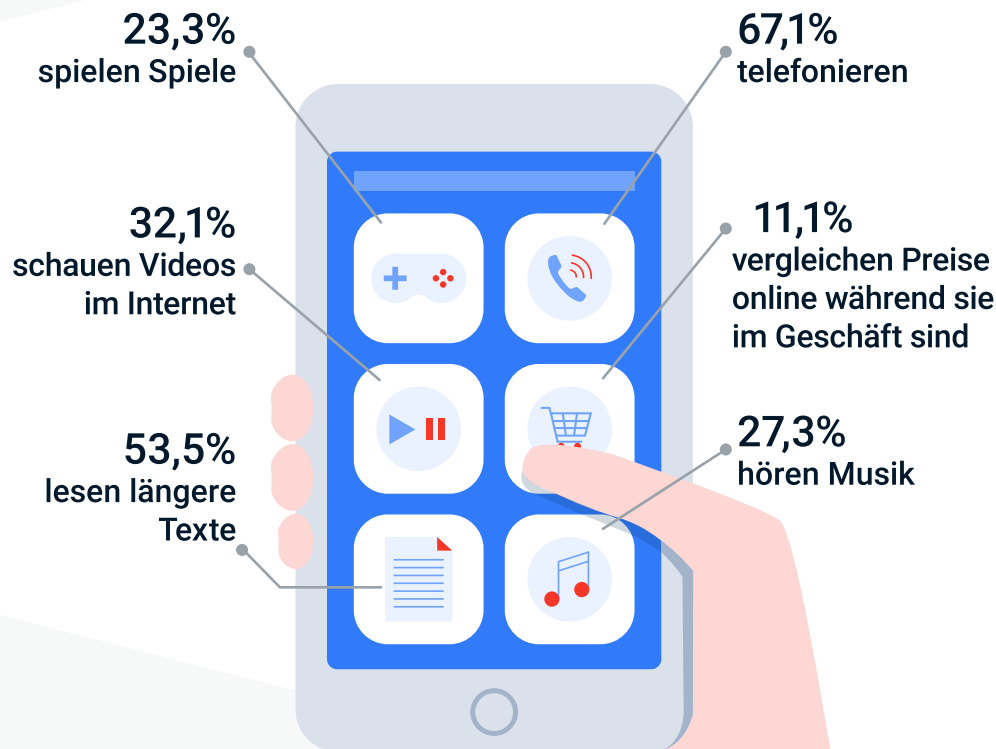 23,3%
spielen Spiele
67,1%
telefonieren
32,1%
schauen Videos
im Internet
11,1%
vergleichen Preise
online während sie
im Geschäft sind
53,5%
lesen längere
Texte
27,3%
hören Musik